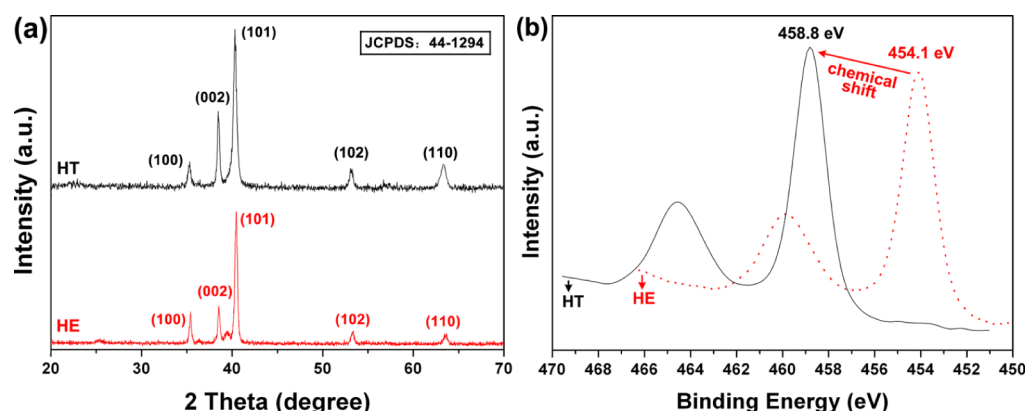 (a)
Intensity (a.u.)
JCPDS: 44-1294
(101)
(002)
(100)
(102)
(110)
HT
(101)
(002)
(100)
(102)
(110)
HE
20 30 40 50 60 70
2 Theta (degree)
(b)
Intensity (a.u.)
458.8 eV
454.1 eV
chemical
shift
HT
HE
470 468 466 464 462 460 458 456 454 452 450
Binding Energy (eV)